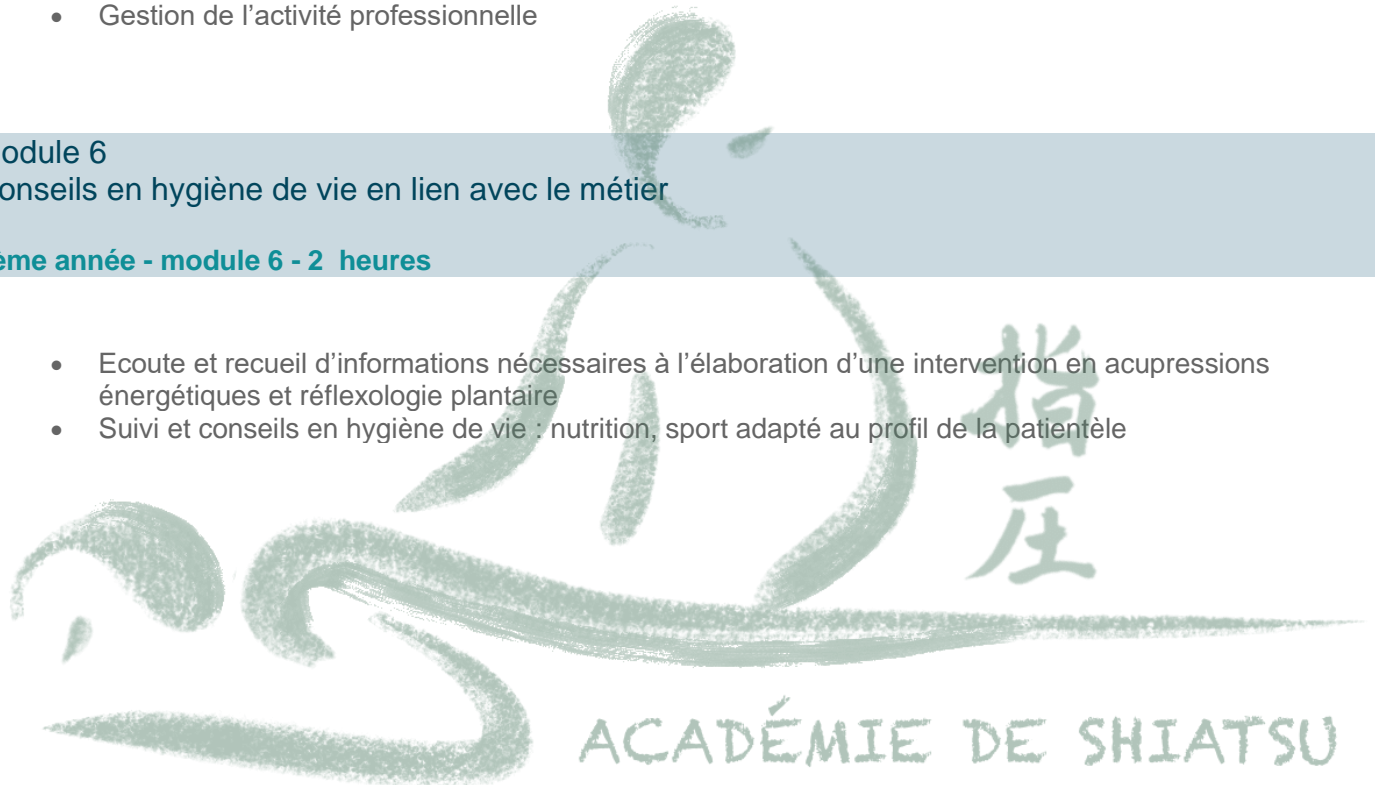 • Gestion de l’activité professionnelle
odule 6
onseils en hygiène de vie en lien avec le métier
ème année - module 6 - 2 heures
• Ecoute et recueil d’informations nécessaires à l’élaboration d’une intervention en acupressions
énergétiques et réflexologie plantaire
• Suivi et conseils en hygiène de vie : nutrition, sport adapté au profil de la patientèle
指
圧
ACADÉMIE DE SHIATSU